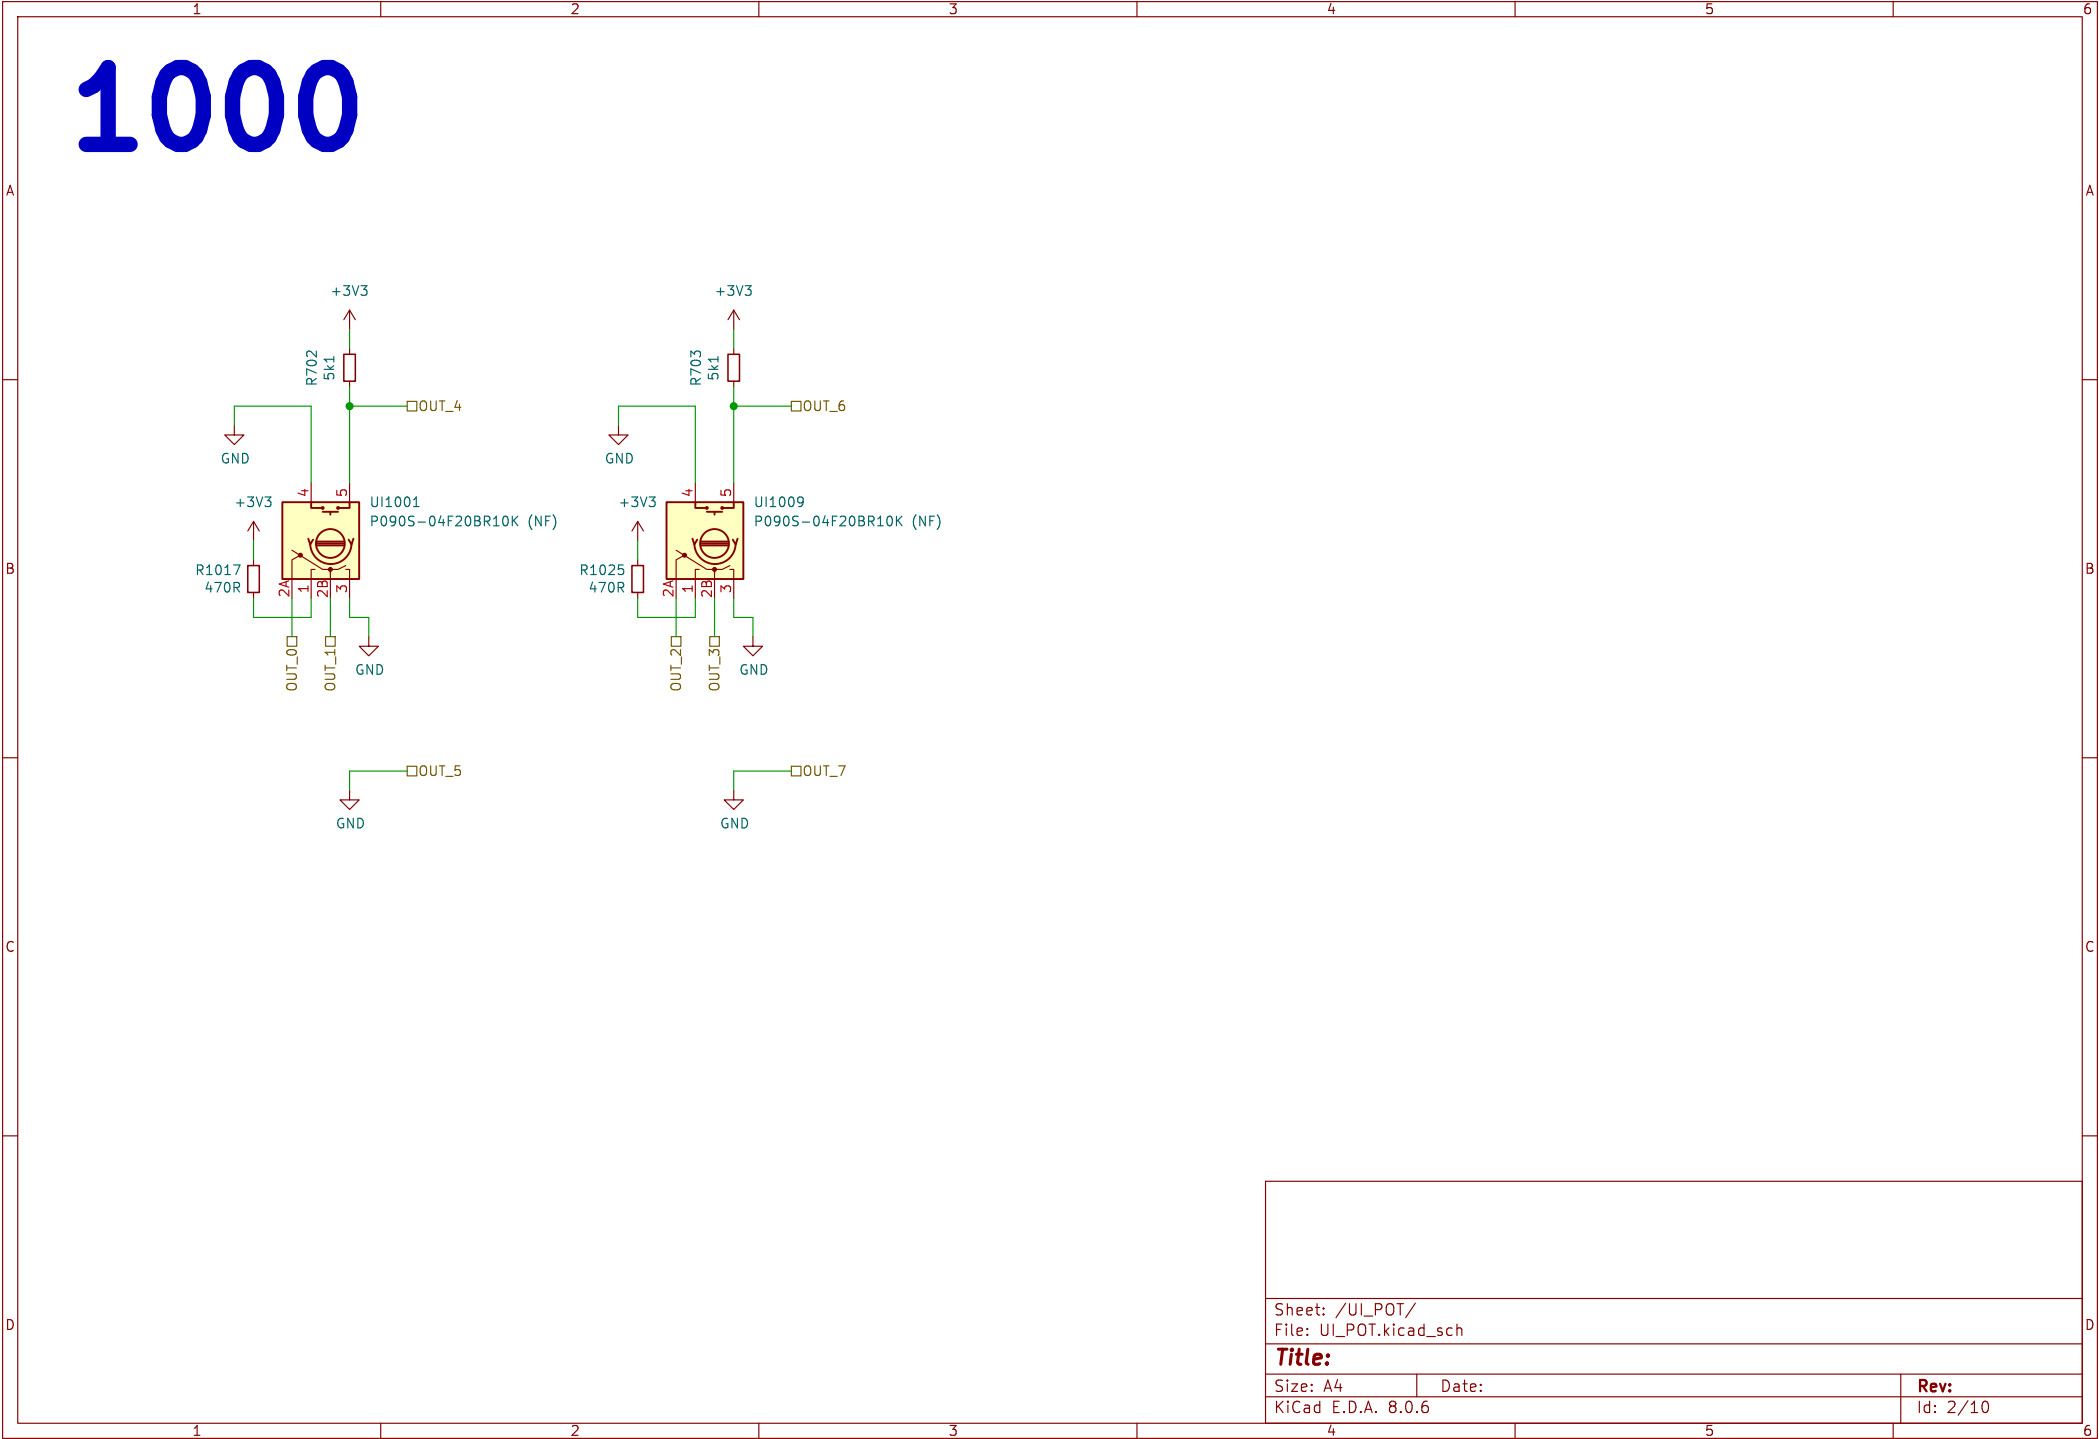 1 2 3 4 5 6
1000
A A
+3V3 +3V3
R702 5k1 R703 5k1
OUT_4 OUT_6
GND GND
4 5 4 5
+3V3 UI1001 +3V3 UI1009
P090S-04F20BR10K (NF) P090S-04F20BR10K (NF)
B R1017 R1025 B
470R 470R
2A 1 2B 3 2A 1 2B 3
OUT_0 OUT_1 GND OUT_2 OUT_3 GND
OUT_5 OUT_7
GND GND
C C
Sheet: /UI_POT/
D File: UI_POT.kicad_sch D
Title:
Size: A4 Date: Rev:
KiCad E.D.A. 8.0.6 Id: 2/10
1 2 3 4 5 6